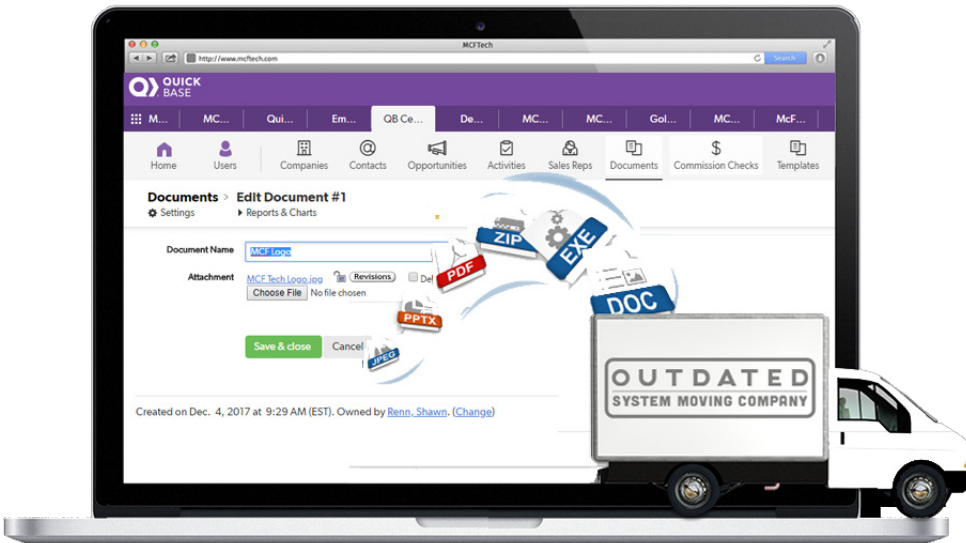 MCFTech
http://www.mcftech.com
Search
QUICK
BASE
M... MC... Qui... Em... QB Ce... De... MC... MC... Gol... MC... McF...
Home Users Companies Contacts Opportunities Activities Sales Reps Documents Commission Checks Templates
Documents > Edit Document #1
Settings Reports & Charts
Document Name MCF Logo
Attachment MCF Tech Logo.jpg Revisions Del
Choose File No file chosen
ZIP
EXE
PDF
DOC
PPTX
JPEG
Save & close Cancel
OUTDATED
SYSTEM MOVING COMPANY
Created on Dec. 4, 2017 at 9:29 AM (EST). Owned by Renn, Shawn. (Change)